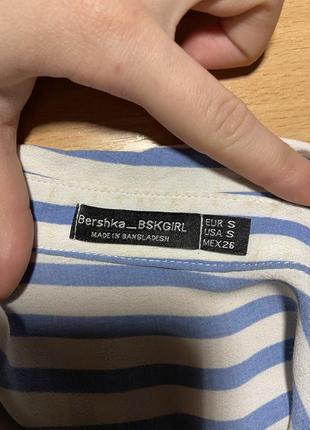 Bershka_BSKGIRL
MADE IN BANGLADESH
EUR S
USA S
MEX 26